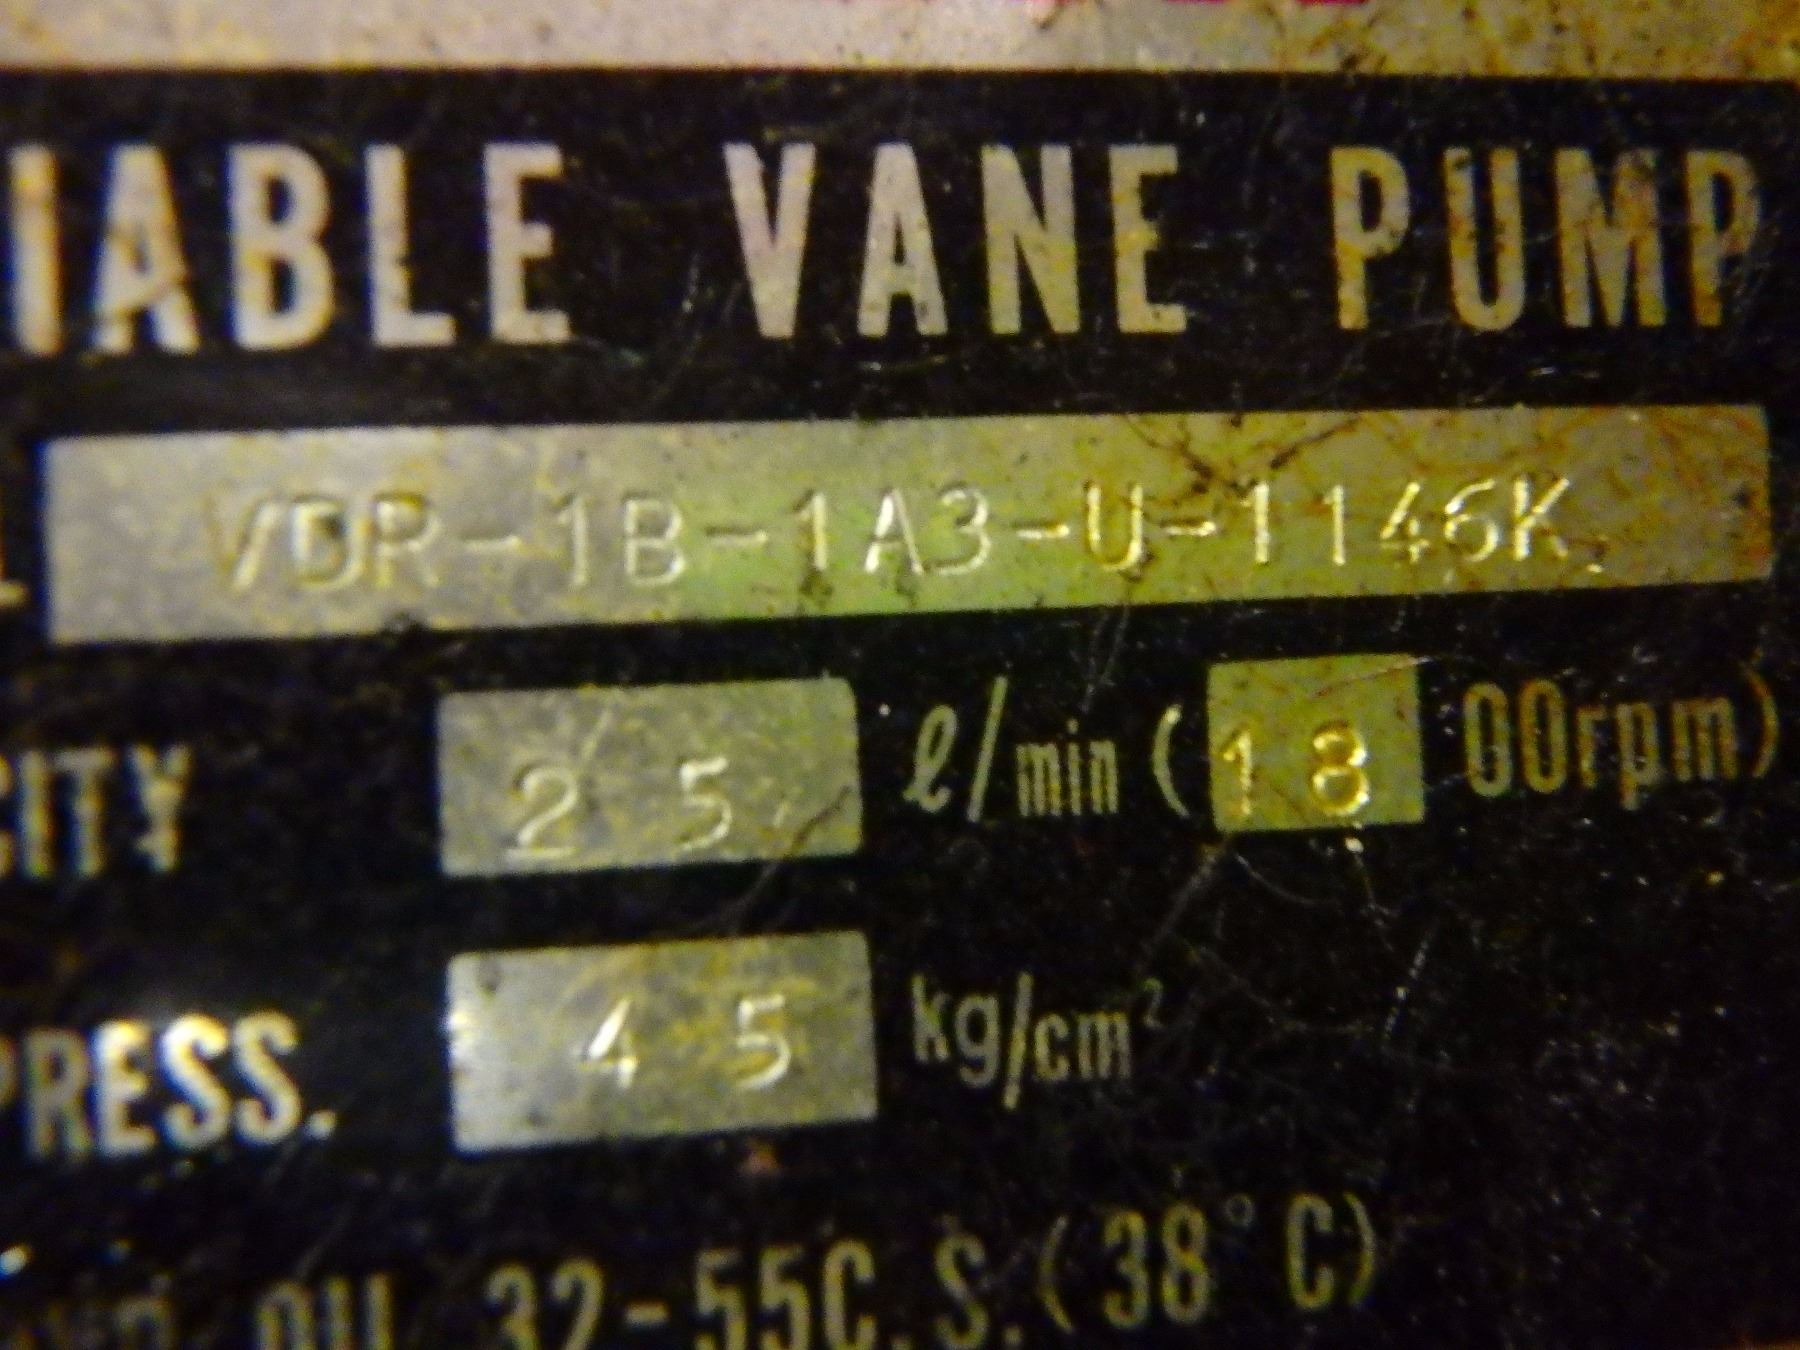 IABLE VANE PUMP
VDR-1B-1A3-U-1146K
CITY 25 ℓ/min (1800rpm)
PRESS. 45 kg/cm²
32-55C.S.(38°C)